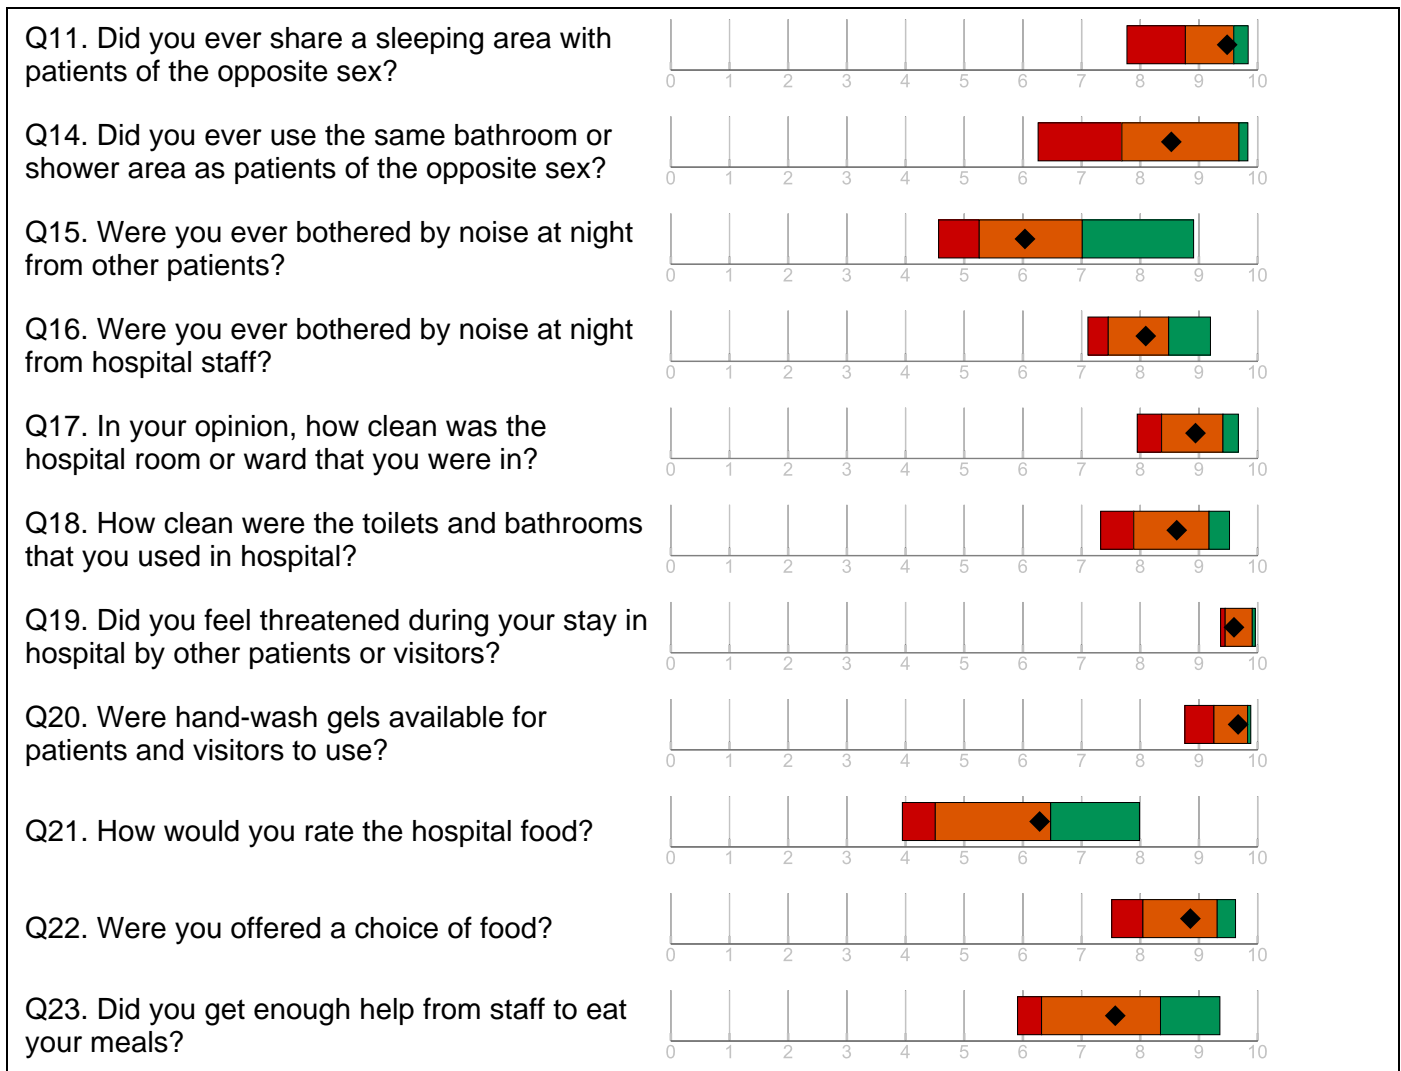 Q11. Did you ever share a sleeping area with
patients of the opposite sex?
0 1 2 3 4 5 6 7 8 9 10
Q14. Did you ever use the same bathroom or
shower area as patients of the opposite sex?
0 1 2 3 4 5 6 7 8 9 10
Q15. Were you ever bothered by noise at night
from other patients?
0 1 2 3 4 5 6 7 8 9 10
Q16. Were you ever bothered by noise at night
from hospital staff?
0 1 2 3 4 5 6 7 8 9 10
Q17. In your opinion, how clean was the
hospital room or ward that you were in?
0 1 2 3 4 5 6 7 8 9 10
Q18. How clean were the toilets and bathrooms
that you used in hospital?
0 1 2 3 4 5 6 7 8 9 10
Q19. Did you feel threatened during your stay in
hospital by other patients or visitors?
0 1 2 3 4 5 6 7 8 9 10
Q20. Were hand-wash gels available for
patients and visitors to use?
0 1 2 3 4 5 6 7 8 9 10
Q21. How would you rate the hospital food?
0 1 2 3 4 5 6 7 8 9 10
Q22. Were you offered a choice of food?
0 1 2 3 4 5 6 7 8 9 10
Q23. Did you get enough help from staff to eat
your meals?
0 1 2 3 4 5 6 7 8 9 10